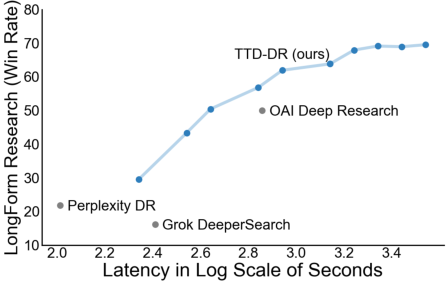 LongForm Research (Win Rate)
80
70
60
50
40
30
20
10
TTD-DR (ours)
OAI Deep Research
Perplexity DR
Grok DeeperSearch
2.0 2.2 2.4 2.6 2.8 3.0 3.2 3.4
Latency in Log Scale of Seconds